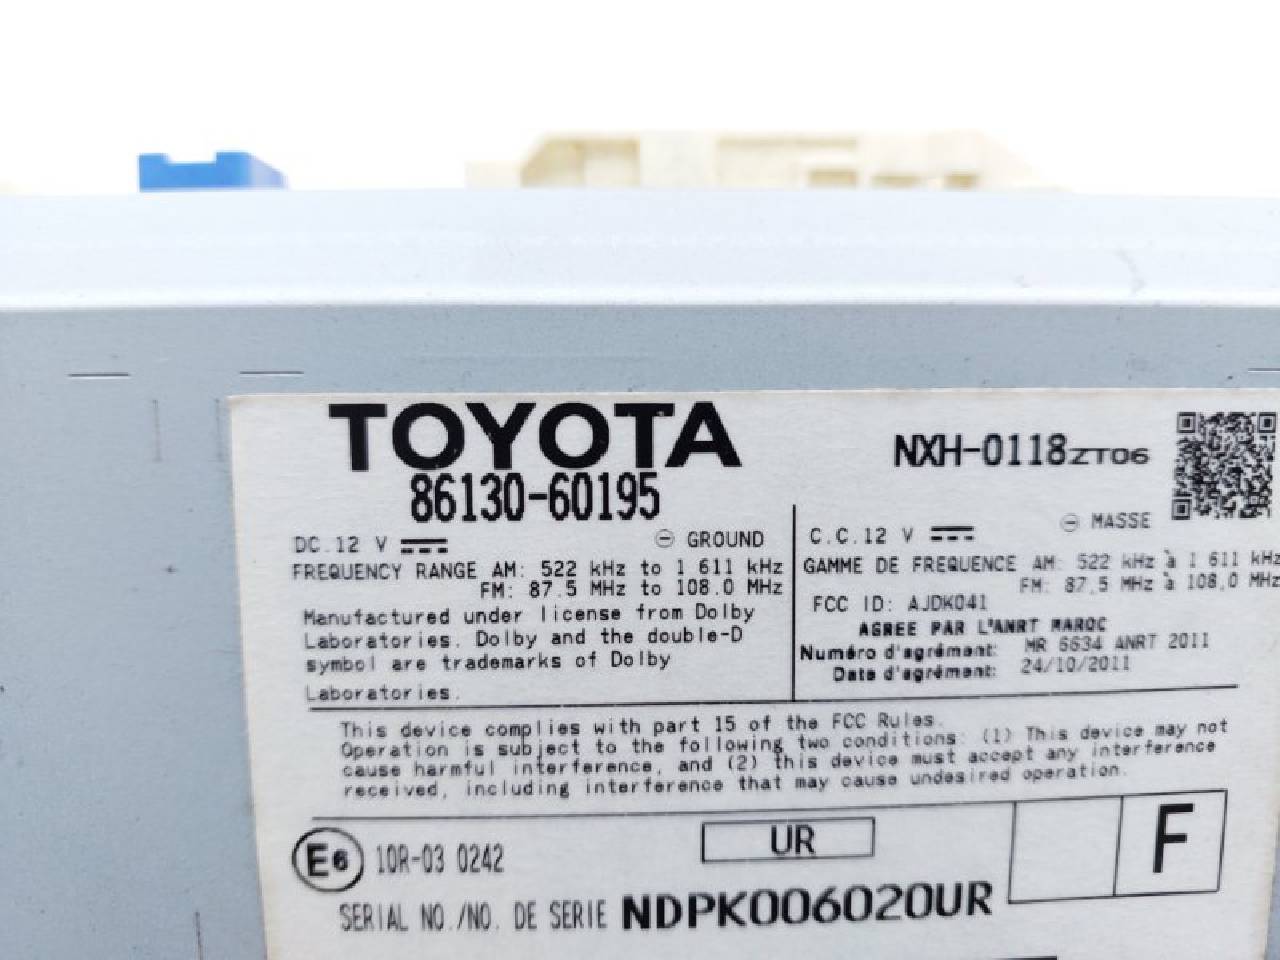 TOYOTA
86130-60195
NXH-0118ZT06
DC.12 V
⊖ GROUND
FREQUENCY RANGE AM: 522 kHz to 1 611 kHz
FM: 87.5 MHz to 108.0 MHz
Manufactured under license from Dolby
Laboratories. Dolby and the double-D
symbol are trademarks of Dolby
Laboratories.
C.C.12 V
⊖ MASSE
GAMME DE FREQUENCE AM: 522 kHz à 1 611 kHz
FM: 87,5 MHz à 108,0 MHz
FCC ID: AJDK041
AGREE PAR L'ANRT MAROC
Numéro d'agrément: MR 6634 ANRT 2011
Date d'agrément: 24/10/2011
This device complies with part 15 of the FCC Rules.
Operation is subject to the following two conditions: (1) This device may not
cause harmful interference, and (2) this device must accept any interference
received, including interference that may cause undesired operation.
E6 10R-03 0242
UR
F
SERIAL NO./NO. DE SERIE NDPK006020UR